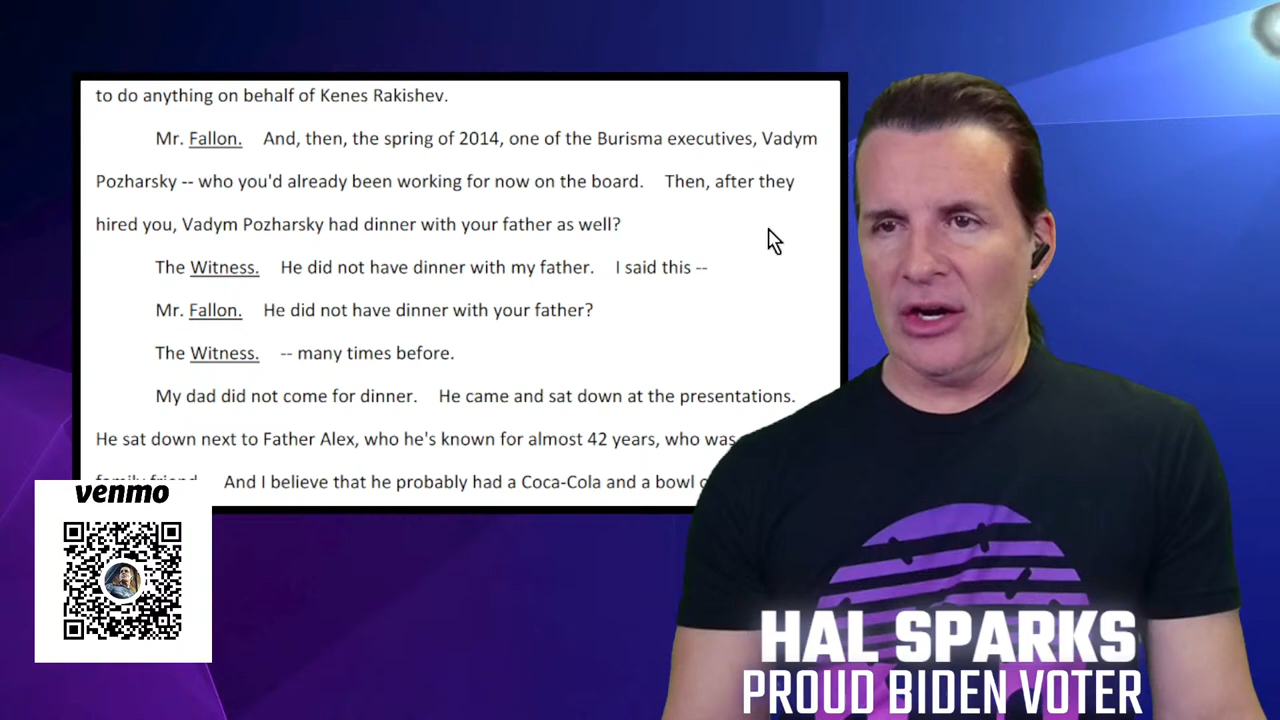 to do anything on behalf of Kenes Rakishev.
Mr. Fallon. And, then, the spring of 2014, one of the Burisma executives, Vadym
Pozharsky -- who you'd already been working for now on the board. Then, after they
hired you, Vadym Pozharsky had dinner with your father as well?
The Witness. He did not have dinner with my father. I said this --
Mr. Fallon. He did not have dinner with your father?
The Witness. -- many times before.
My dad did not come for dinner. He came and sat down at the presentations.
He sat down next to Father Alex, who he's known for almost 42 years, who was
family friend. And I believe that he probably had a Coca-Cola and a bowl
venmo
HAL SPARKS
PROUD BIDEN VOTER